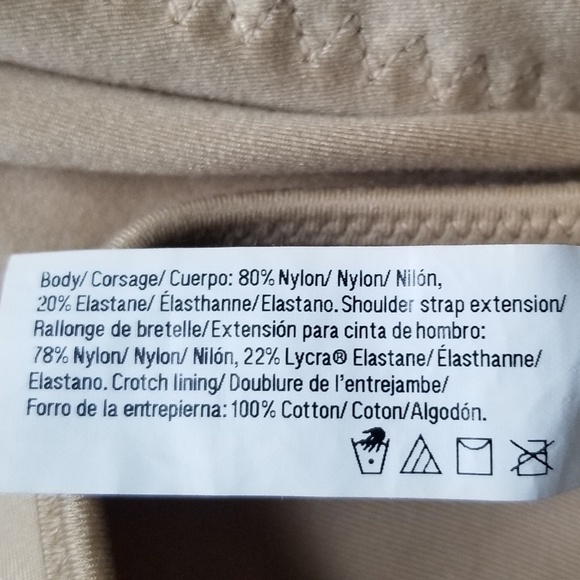 Body/ Corsage/ Cuerpo: 80% Nylon/ Nylon/ Nilón,
20% Elastane/ Élasthanne/Elastano. Shoulder strap extension/
Rallonge de bretelle/Extensión para cinta de hombro:
78% Nylon/ Nylon/ Nilón, 22% Lycra® Elastane/Élasthanne/
Elastano. Crotch lining/ Doublure de l'entrejambe/
Forro de la entrepierna: 100% Cotton/ Coton/Algodón.